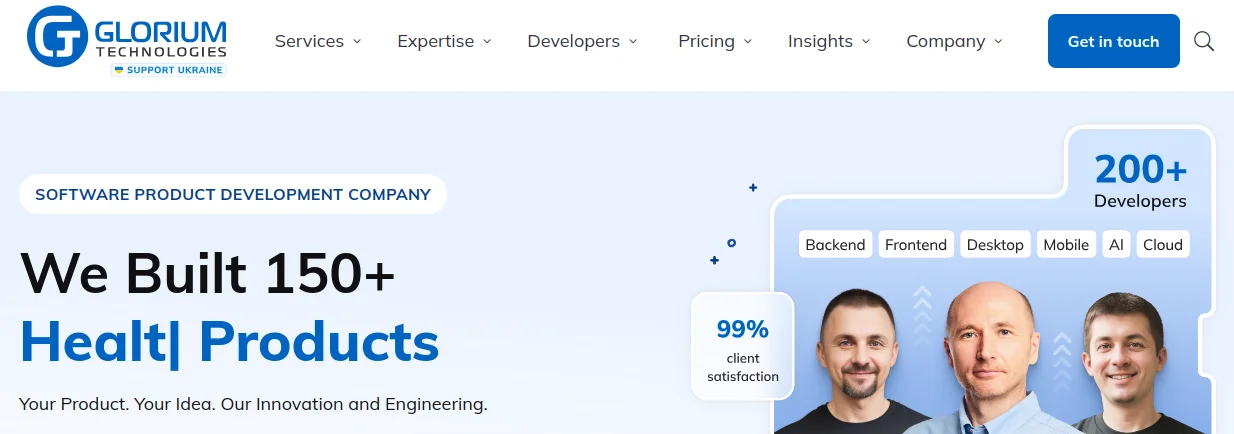 GLORIUM
TECHNOLOGIES
SUPPORT UKRAINE
Services
Expertise
Developers
Pricing
Insights
Company
Get in touch
SOFTWARE PRODUCT DEVELOPMENT COMPANY
We Built 150+
Healt| Products
Your Product. Your Idea. Our Innovation and Engineering.
200+
Developers
Backend
Frontend
Desktop
Mobile
AI
Cloud
99%
client
satisfaction